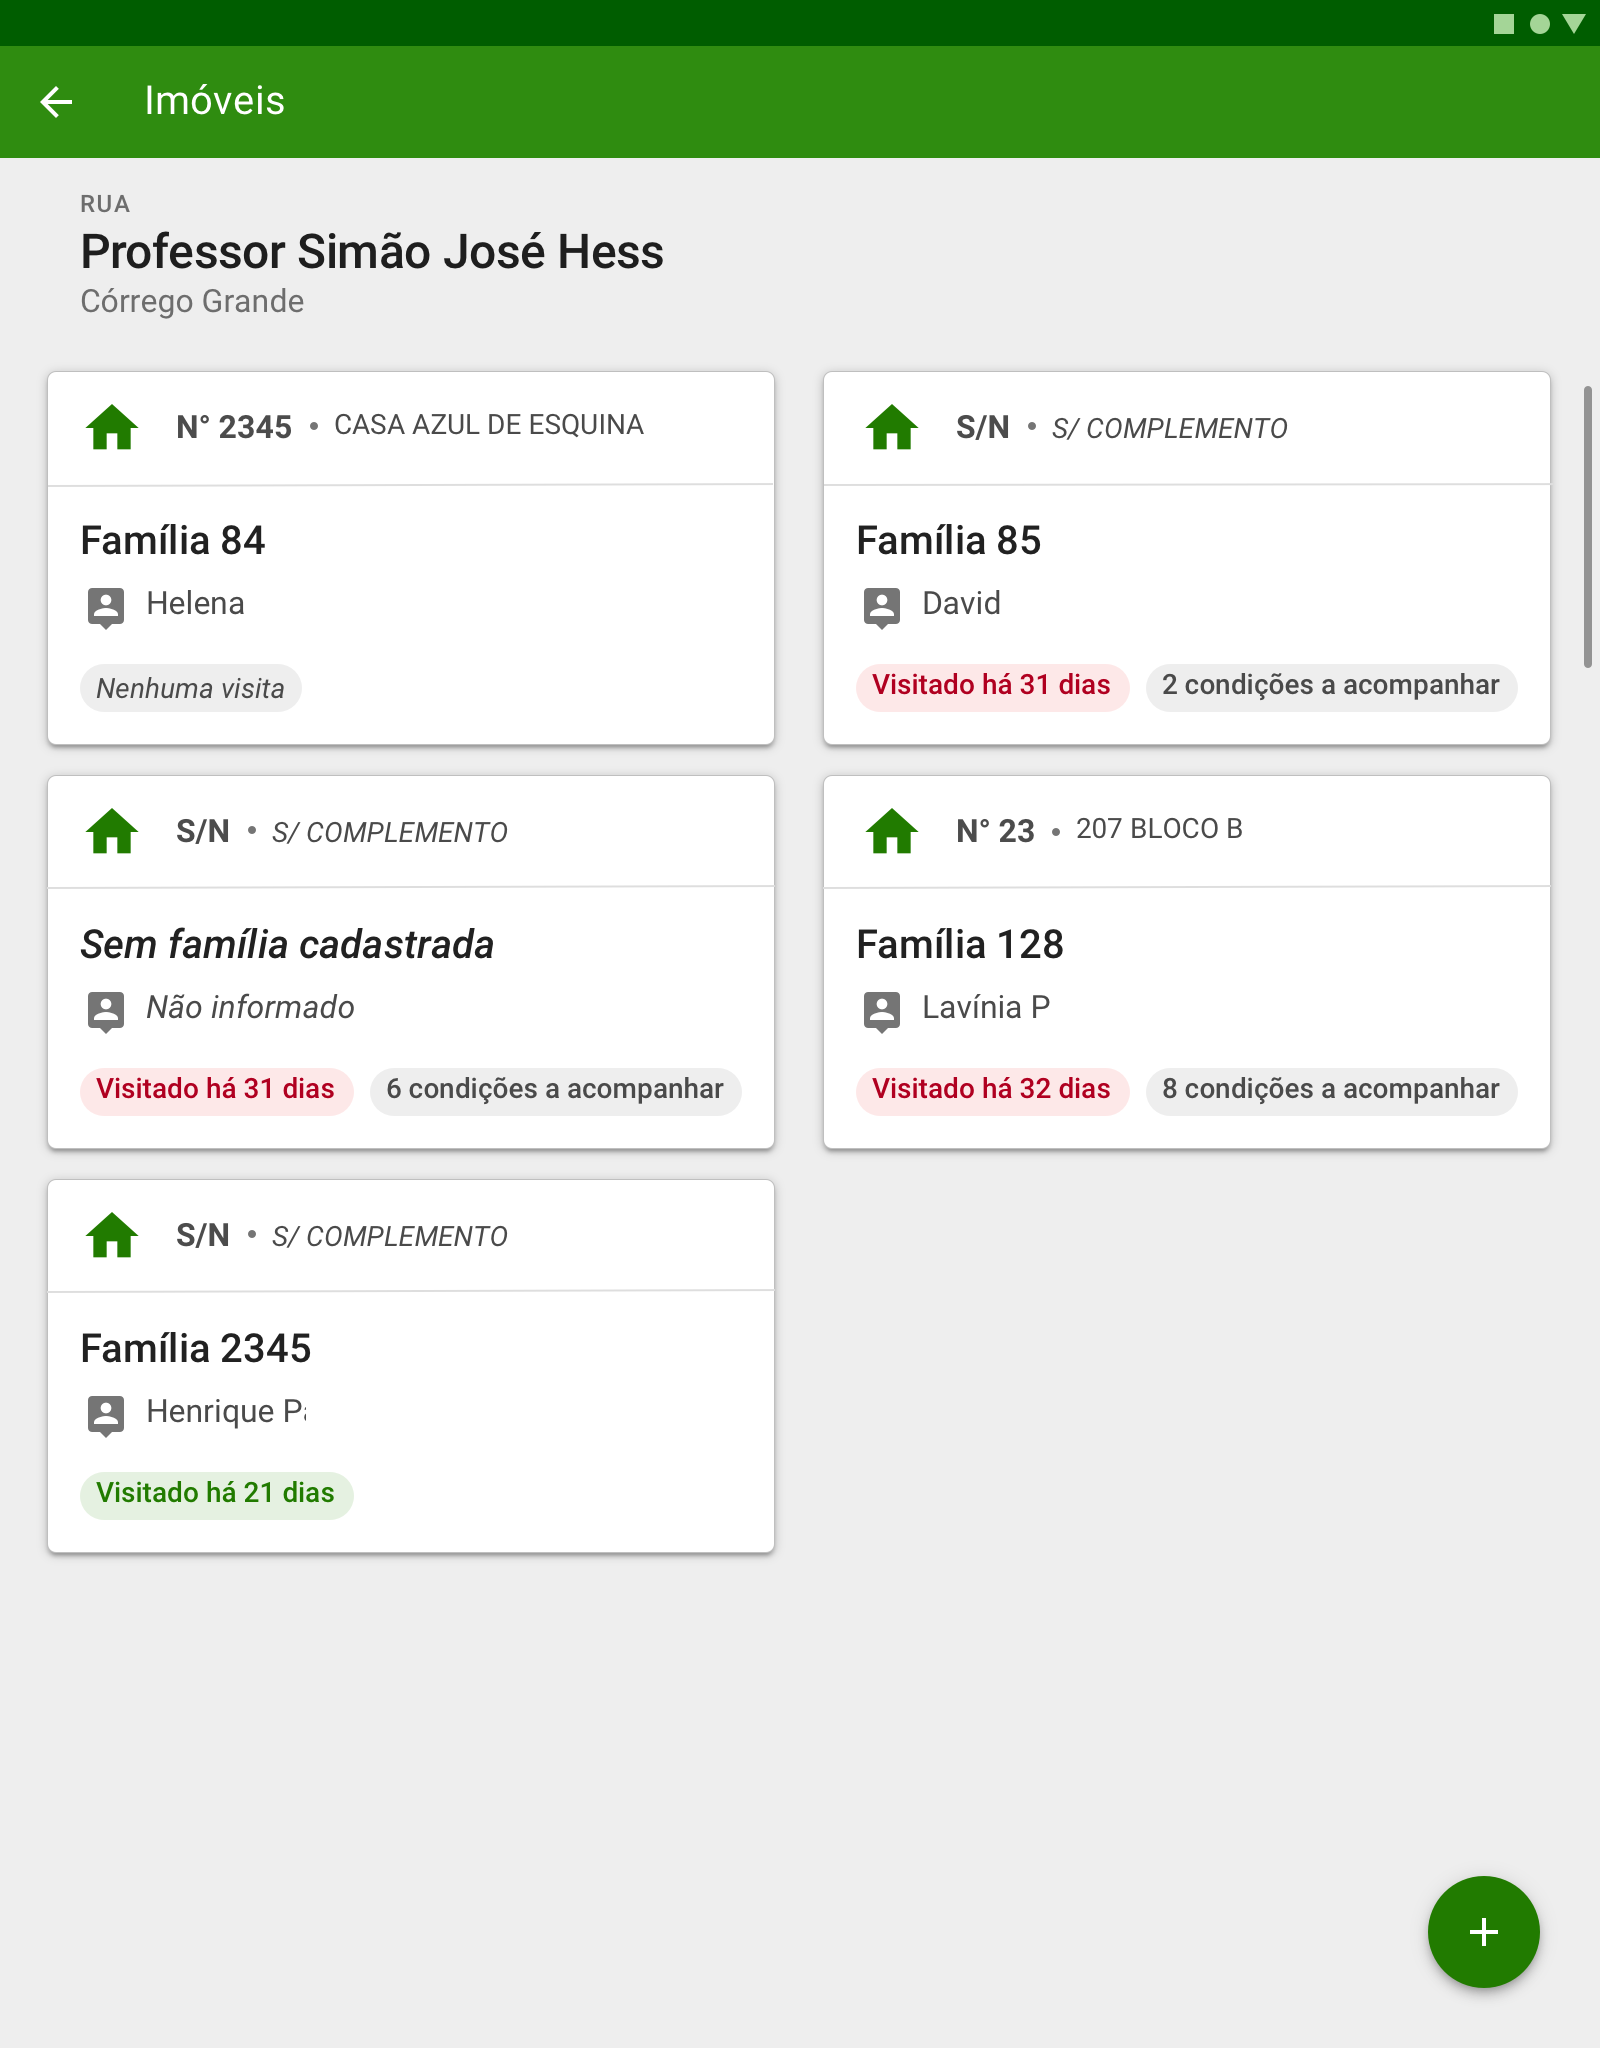 Imóveis
RUA
Professor Simão José Hess
Córrego Grande
N° 2345 • CASA AZUL DE ESQUINA
Família 84
Helena
Nenhuma visita
S/N • S/ COMPLEMENTO
Família 85
David
Visitado há 31 dias
2 condições a acompanhar
S/N • S/ COMPLEMENTO
Sem família cadastrada
Não informado
Visitado há 31 dias
6 condições a acompanhar
N° 23 • 207 BLOCO B
Família 128
Lavínia P
Visitado há 32 dias
8 condições a acompanhar
S/N • S/ COMPLEMENTO
Família 2345
Henrique
Visitado há 21 dias